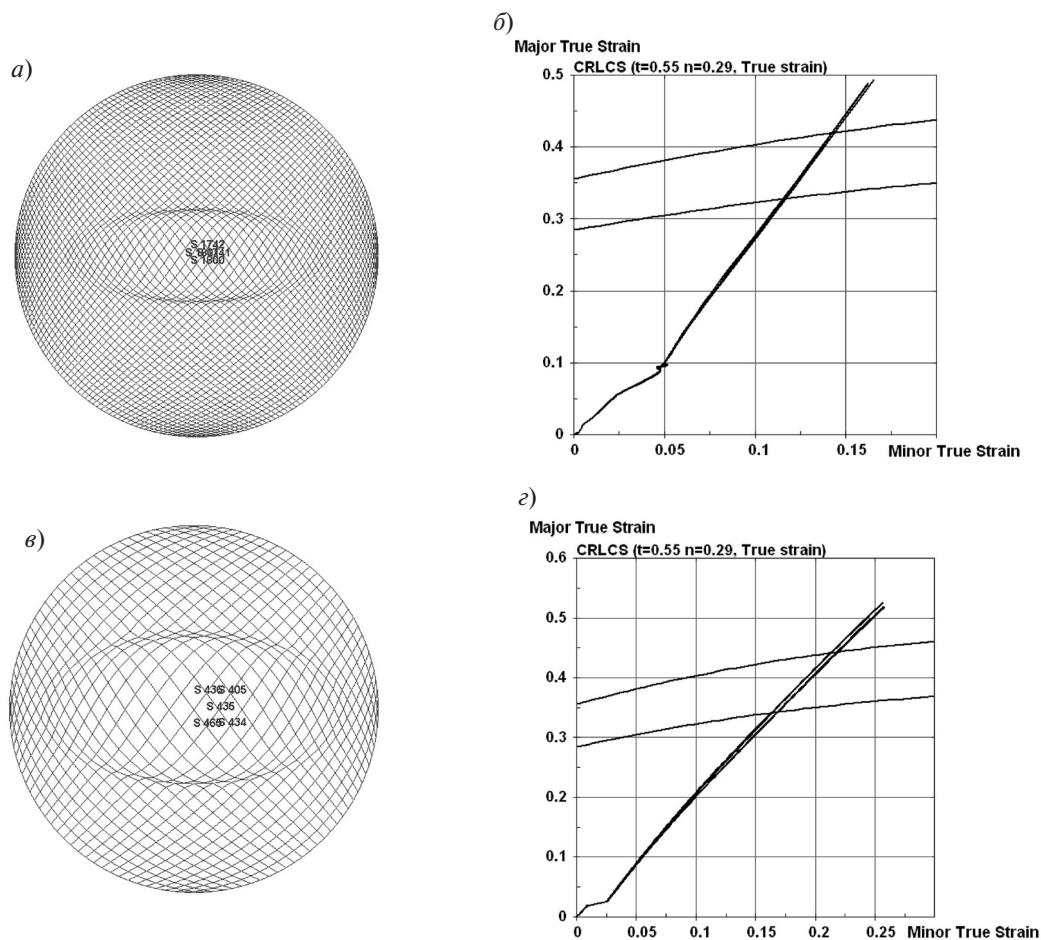 а)
S 1742
S 1800
б)
Major True Strain
CRLCS (t=0.55 n=0.29, True strain)
0.5
0.4
0.3
0.2
0.1
0
0 0.05 0.1 0.15 Minor True Strain
в)
S 436 S 405
S 435
S 465 S 434
г)
Major True Strain
CRLCS (t=0.55 n=0.29, True strain)
0.6
0.5
0.4
0.3
0.2
0.1
0
0 0.05 0.1 0.15 0.2 0.25 Minor True Strain